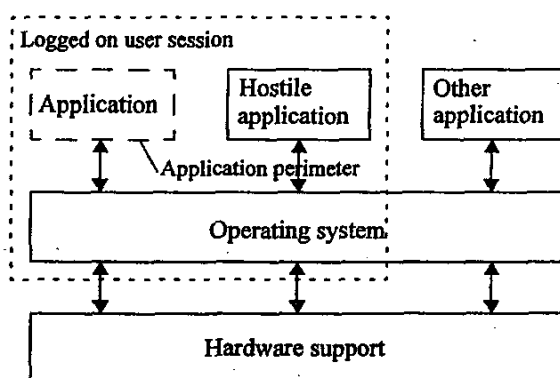 Logged on user session
Application
Hostile
application
Other
application
Application perimeter
Operating system
Hardware support